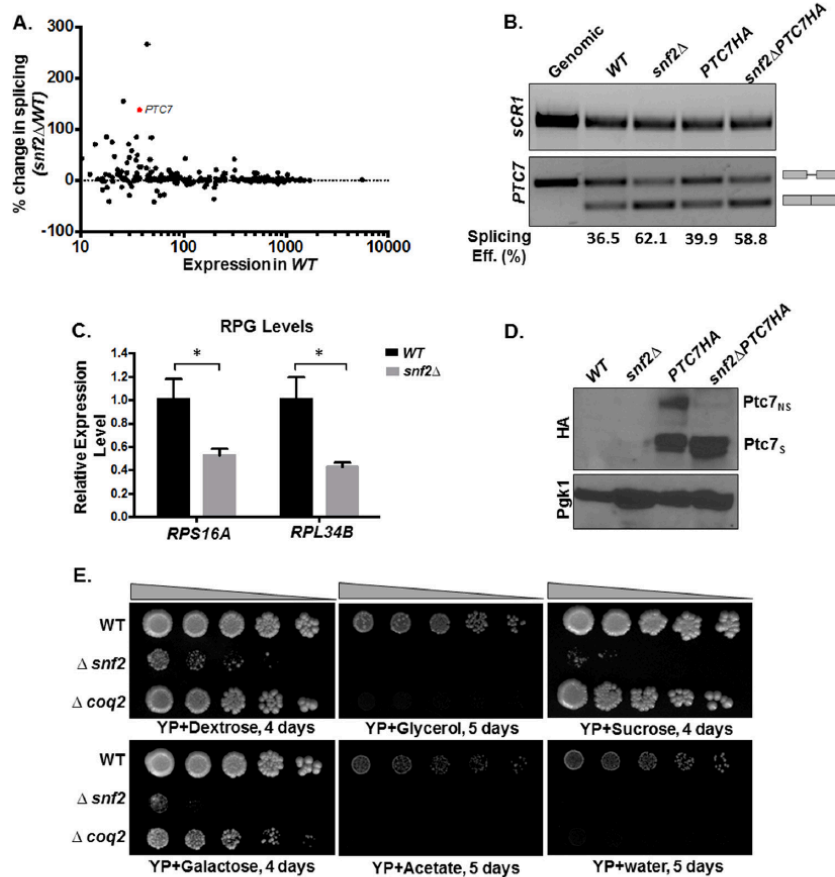 A.
% change in splicing
(snf2Δ/WT)
300
200
100
0
-100
PTC7
10
100
1000
10000
Expression in WT
B.
Genomic
WT
snf2Δ
PTC7HA
snf2ΔPTC7HA
sCR1
PTC7
Splicing
Eff. (%)
36.5 62.1 39.9 58.8
C.
RPG Levels
Relative Expression
Level
1.4
1.2
1.0
0.8
0.6
0.4
0.2
0.0
*
*
WT
snf2Δ
RPS16A
RPL34B
D.
WT
snf2Δ
PTC7HA
snf2ΔPTC7HA
HA
Ptc7NS
Ptc7S
Pgk1
E.
WT
Δ snf2
Δ coq2
YP+Dextrose, 4 days
YP+Glycerol, 5 days
YP+Sucrose, 4 days
WT
Δ snf2
Δ coq2
YP+Galactose, 4 days
YP+Acetate, 5 days
YP+water, 5 days